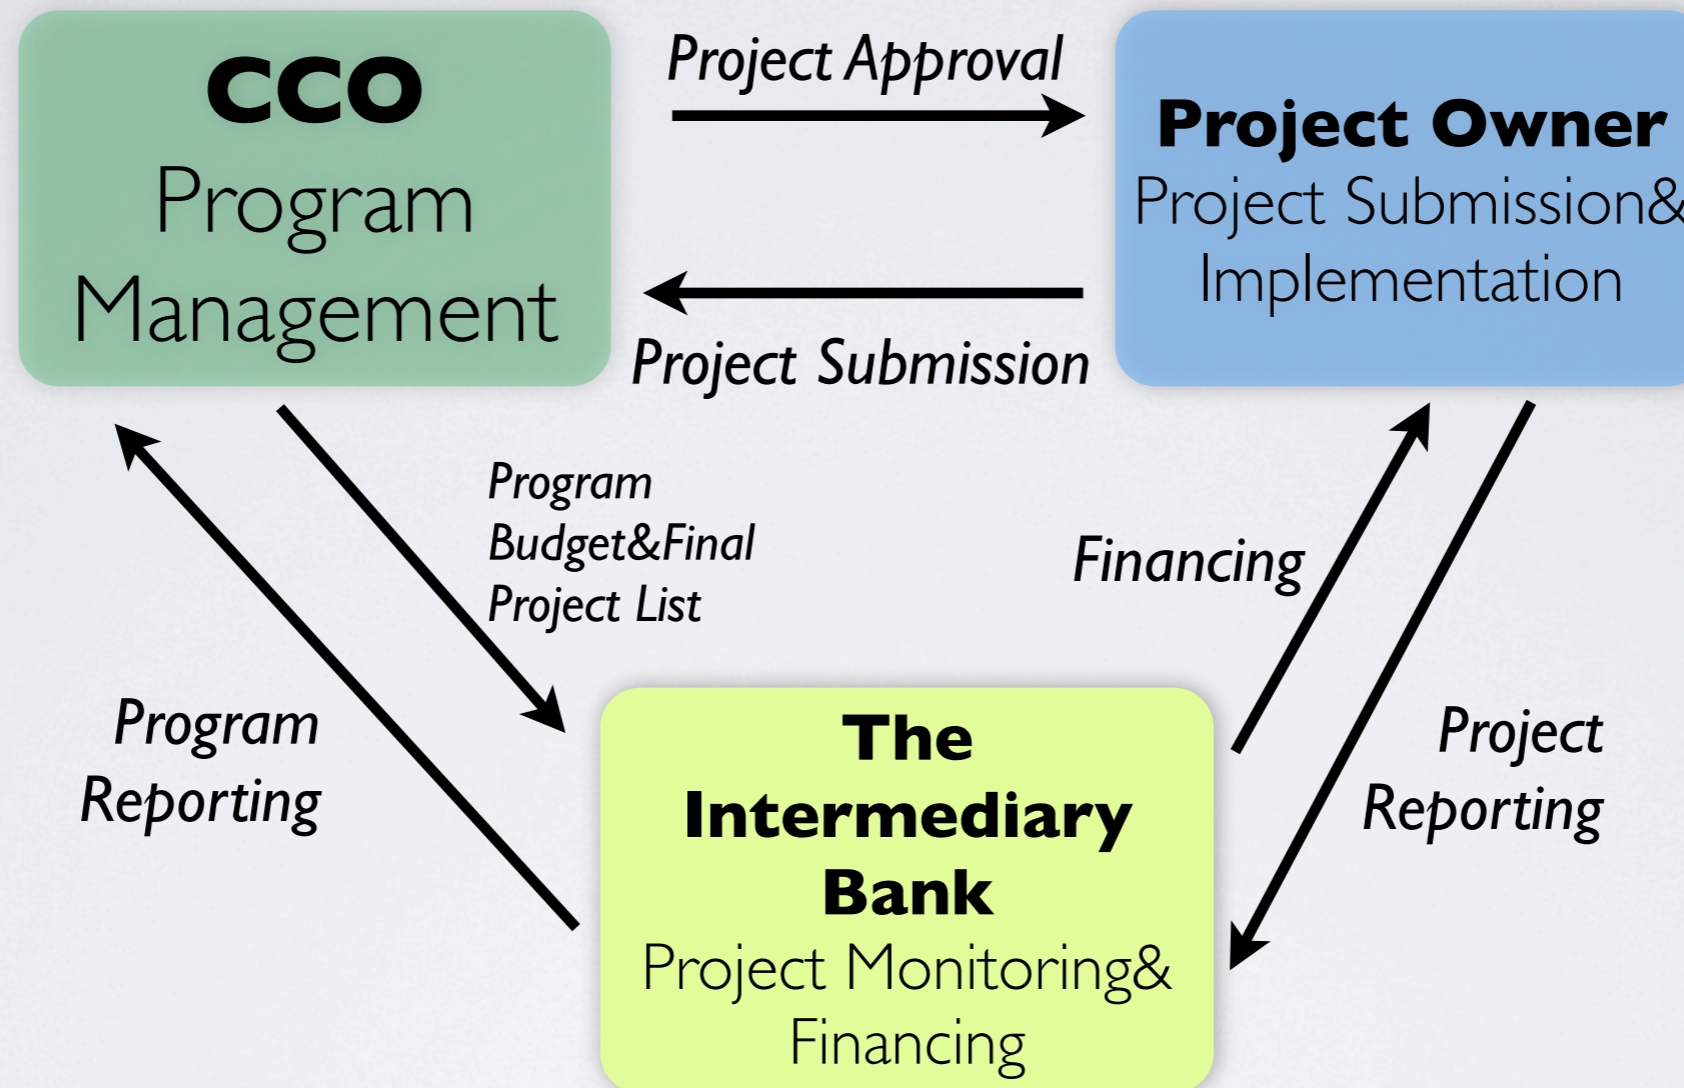 CCO
Program
Management
Project Approval
Project Submission
Project Owner
Project Submission&
Implementation
Program
Budget&Final
Project List
Financing
Program
Reporting
Project
Reporting
The
Intermediary
Bank
Project Monitoring&
Financing